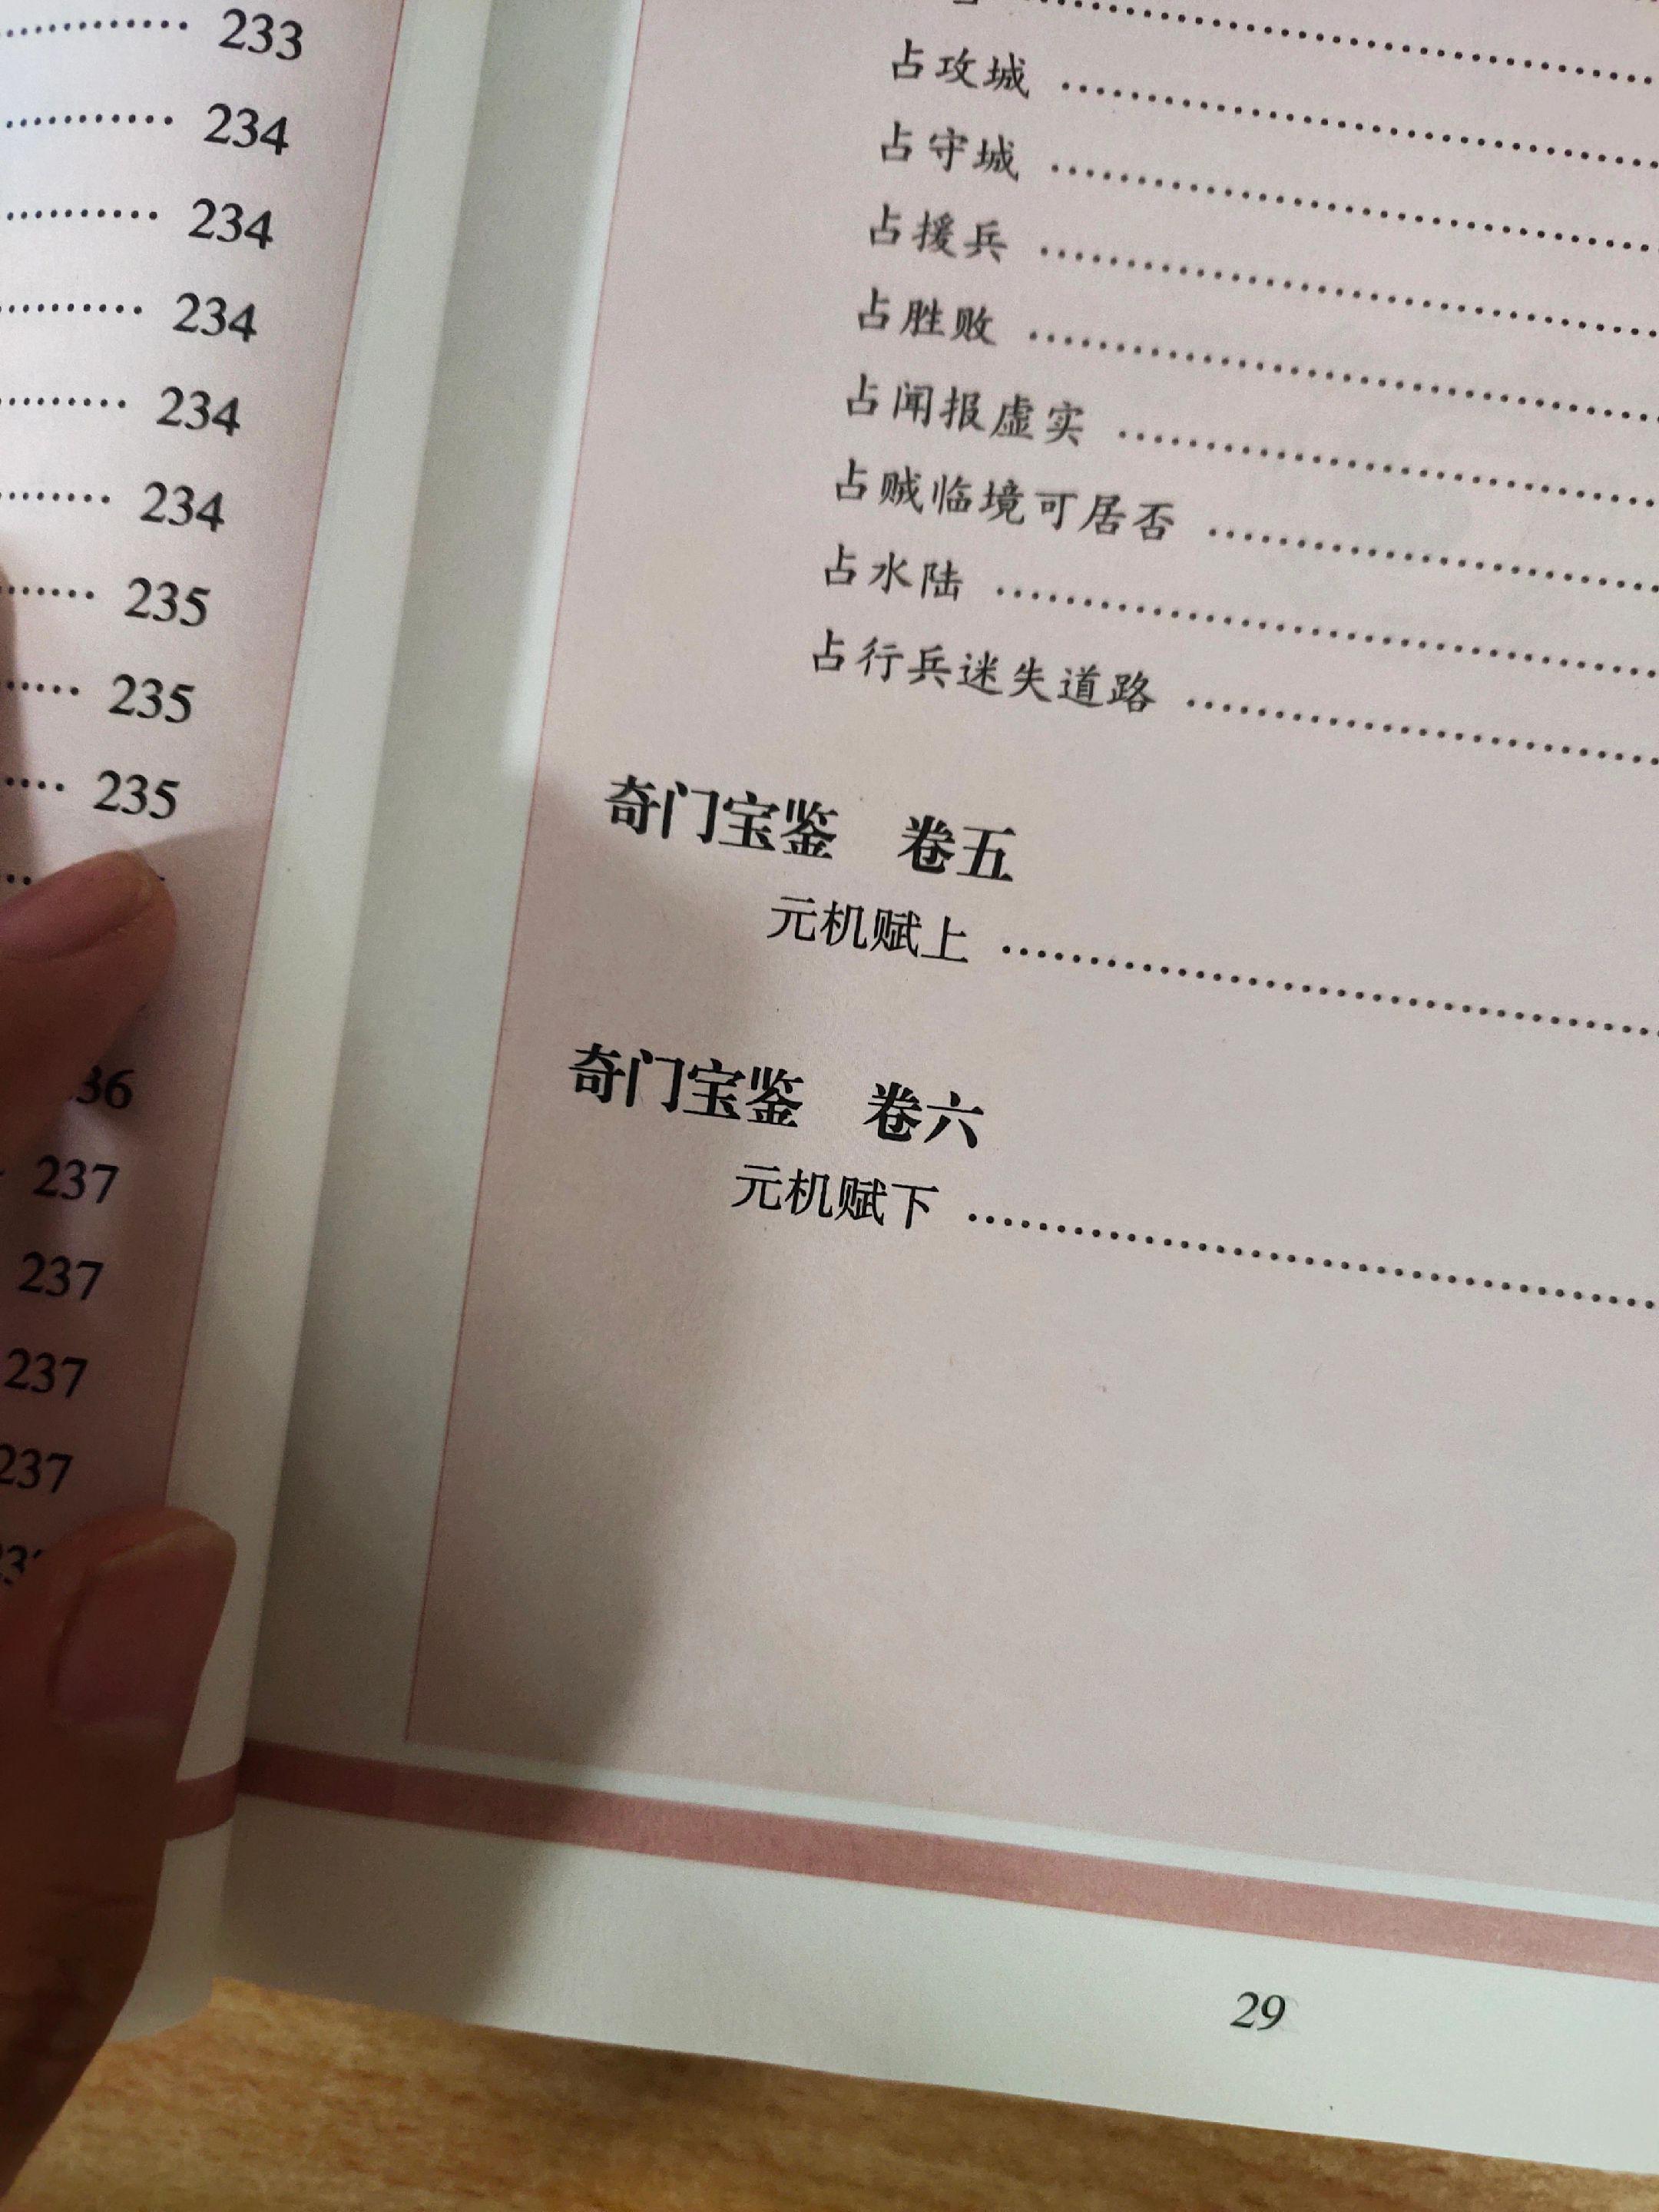 233
234
234
234
234
234
235
235
235
237
237
237
237
占攻城
占守城
占援兵
占胜败
占闻报虚实
占贼临境可居否
占水陆
占行兵迷失道路
奇门宝鉴 卷五
元机赋上
奇门宝鉴 卷六
元机赋下
29